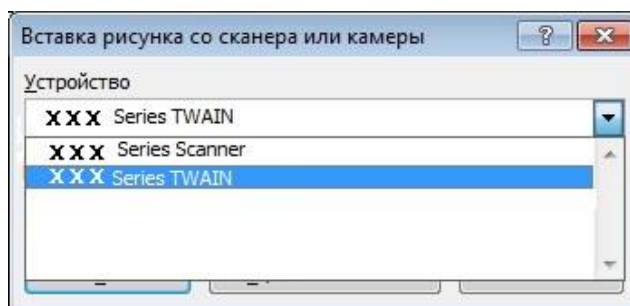 Вставка рисунка со сканера или камеры
Устройство
XXX Series TWAIN
XXX Series Scanner
XXX Series TWAIN